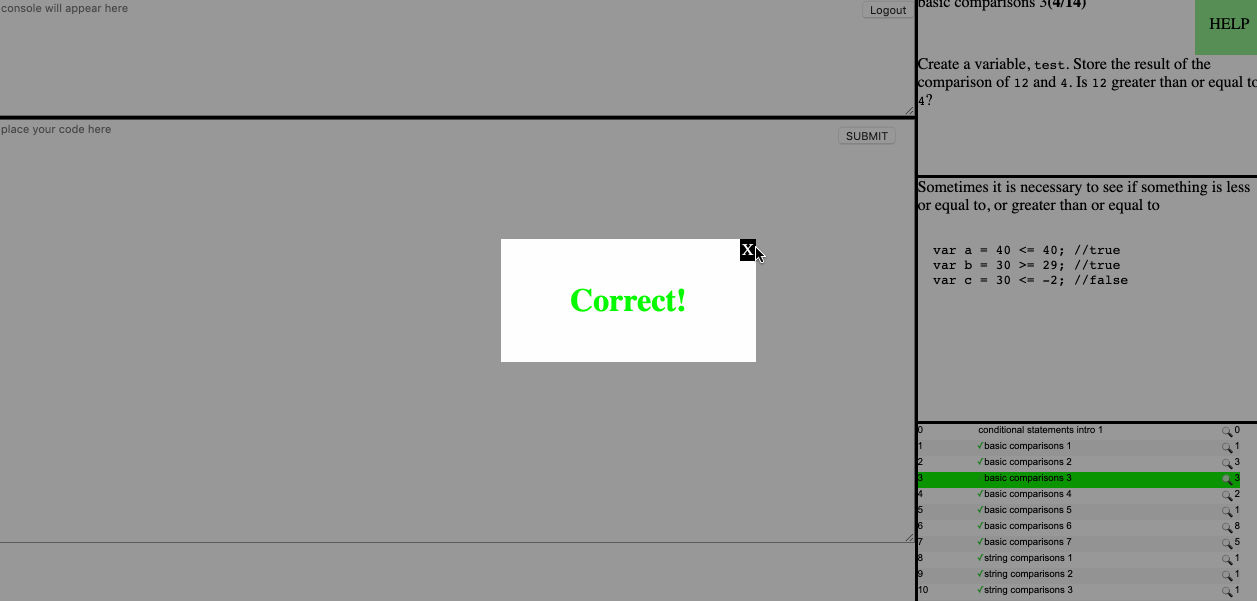 console will appear here
Logout
place your code here
SUBMIT
X
Correct!
basic comparisons 3(4/14)
HELP
Create a variable, test. Store the result of the
comparison of 12 and 4. Is 12 greater than or equal to
4?
Sometimes it is necessary to see if something is less
or equal to, or greater than or equal to
var a = 40 <= 40; //true
var b = 30 >= 29; //true
var c = 30 <= -2; //false
0 conditional statements intro 1 0
1 ✓basic comparisons 1 1
2 ✓basic comparisons 2 3
3 basic comparisons 3 3
4 ✓basic comparisons 4 2
5 ✓basic comparisons 5 1
6 ✓basic comparisons 6 8
7 ✓basic comparisons 7 5
8 ✓string comparisons 1 1
9 ✓string comparisons 2 1
10 ✓string comparisons 3 1